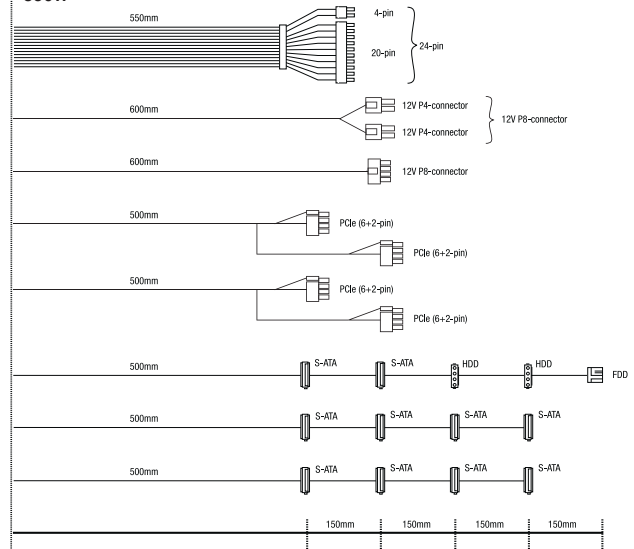 550mm
4-pin
20-pin
24-pin
600mm
12V P4-connector
12V P4-connector
12V P8-connector
600mm
12V P8-connector
500mm
PCIe (6+2-pin)
PCIe (6+2-pin)
500mm
PCIe (6+2-pin)
PCIe (6+2-pin)
500mm
S-ATA
S-ATA
HDD
HDD
FDD
500mm
S-ATA
S-ATA
S-ATA
S-ATA
500mm
S-ATA
S-ATA
S-ATA
S-ATA
150mm
150mm
150mm
150mm